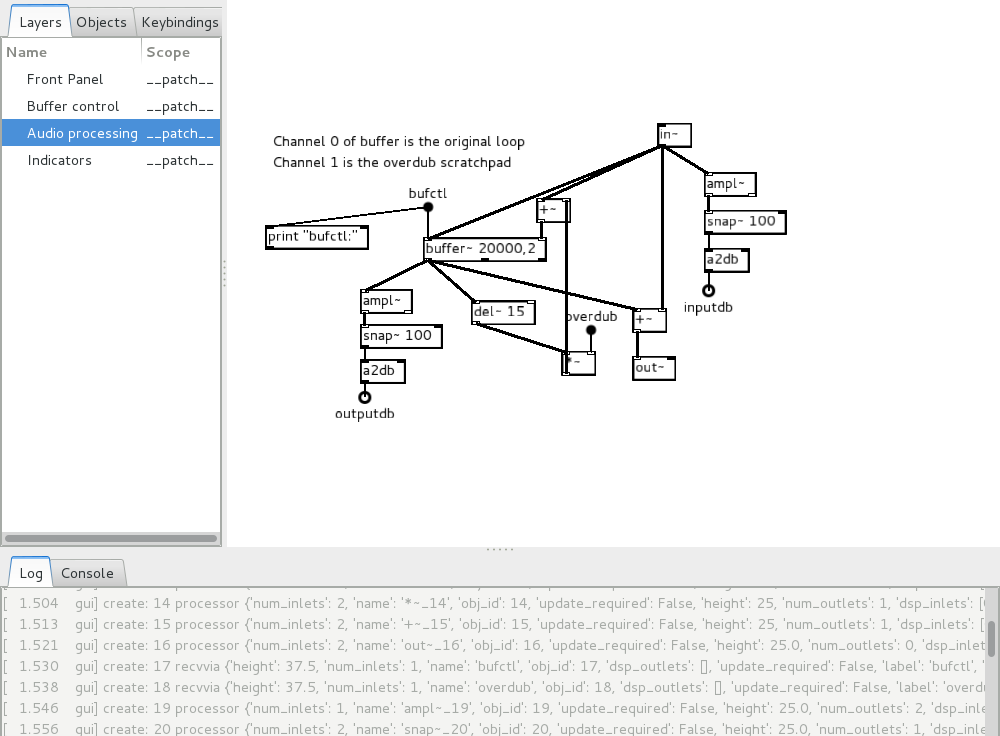 Layers Objects Keybindings
Name Scope
Front Panel __patch__
Buffer control __patch__
Audio processing __patch__
Indicators __patch__
Channel 0 of buffer is the original loop
Channel 1 is the overdub scratchpad
in~
ampl~
bufctl
+~
snap~ 100
print "bufctl:"
buffer~ 20000,2
a2db
ampl~
del~ 15
overdub
inputdb
+~
snap~ 100
*~
out~
a2db
outputdb
Log Console
[ 1.504 gui] create: 14 processor {'num_inlets': 2, 'name': '*~_14', 'obj_id': 14, 'update_required': False, 'height': 25, 'num_outlets': 1, 'dsp_inlets': [
[ 1.513 gui] create: 15 processor {'num_inlets': 2, 'name': '+~_15', 'obj_id': 15, 'update_required': False, 'height': 25, 'num_outlets': 1, 'dsp_inlets': [
[ 1.521 gui] create: 16 processor {'num_inlets': 2, 'name': 'out~_16', 'obj_id': 16, 'update_required': False, 'height': 25.0, 'num_outlets': 0, 'dsp_inlets':
[ 1.530 gui] create: 17 recvvia {'height': 37.5, 'num_inlets': 1, 'name': 'bufctl', 'obj_id': 17, 'dsp_outlets': [], 'update_required': False, 'label': 'bufctl', '
[ 1.538 gui] create: 18 recvvia {'height': 37.5, 'num_inlets': 1, 'name': 'overdub', 'obj_id': 18, 'dsp_outlets': [], 'update_required': False, 'label': 'overd
[ 1.546 gui] create: 19 processor {'num_inlets': 1, 'name': 'ampl~_19', 'obj_id': 19, 'update_required': False, 'height': 25.0, 'num_outlets': 2, 'dsp_inle
[ 1.556 gui] create: 20 processor {'num_inlets': 2, 'name': 'snap~_20', 'obj_id': 20, 'update_required': False, 'height': 25.0, 'num_outlets': 1, 'dsp_inle